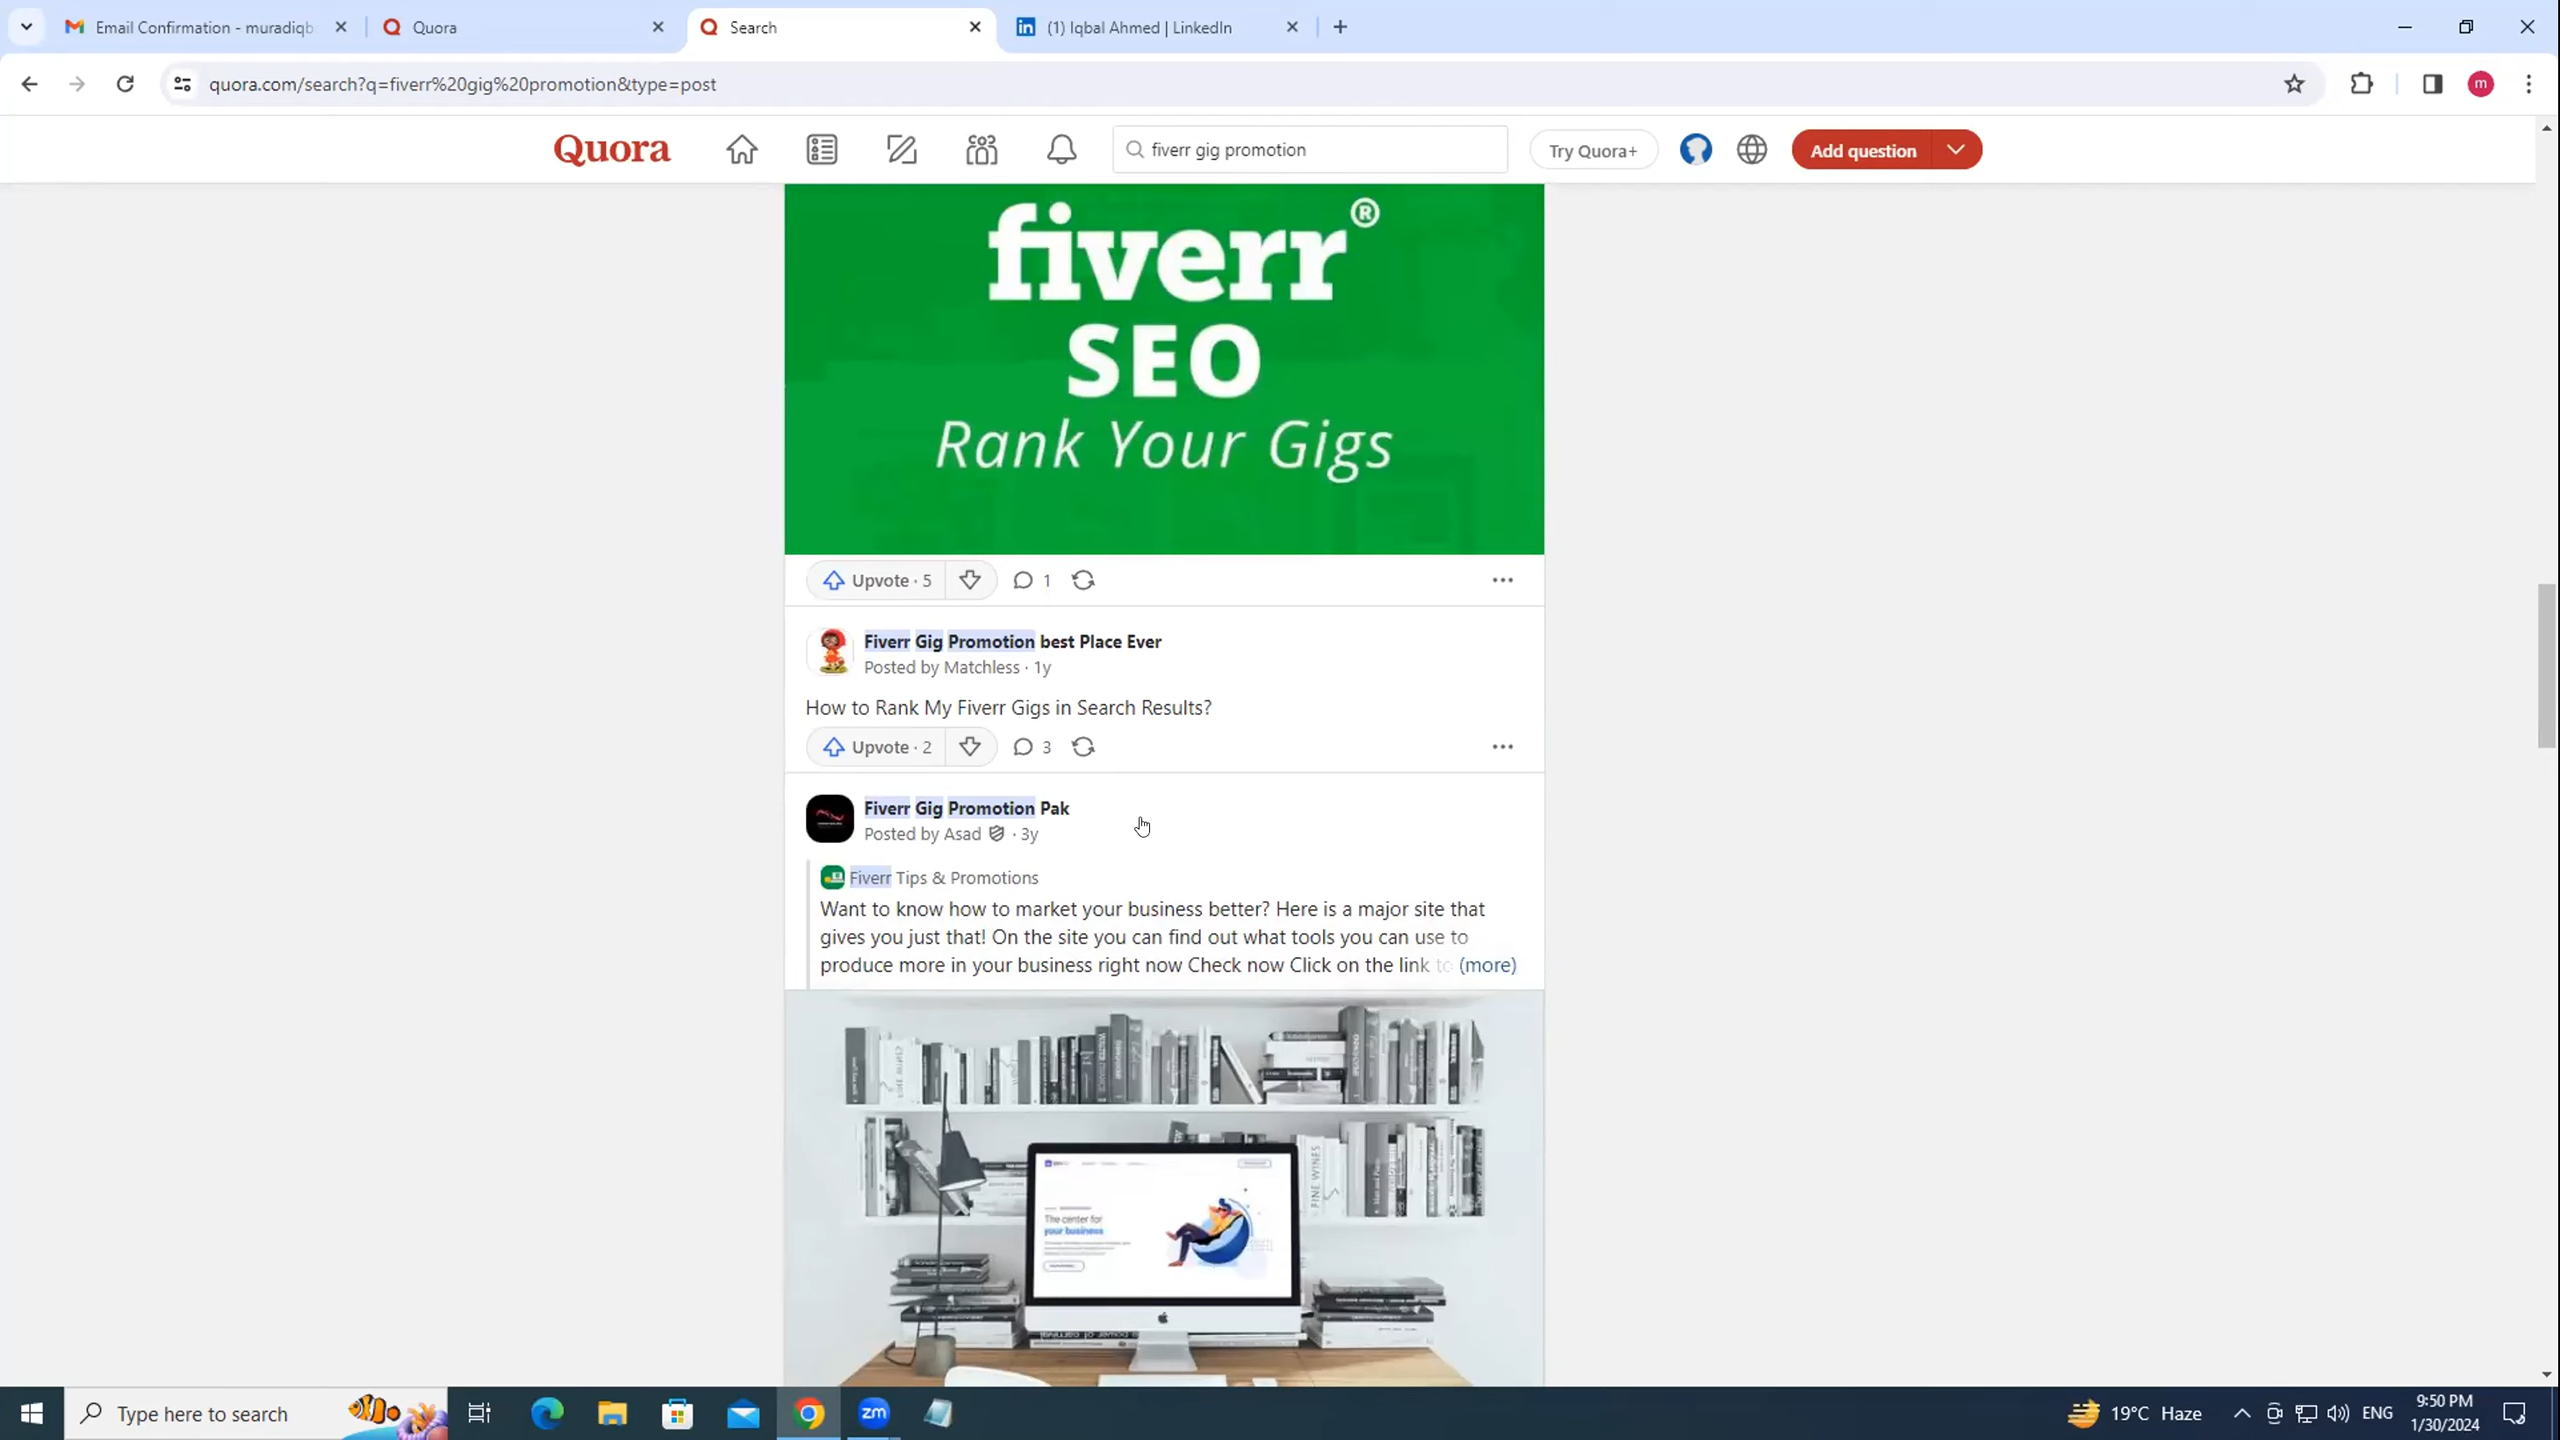 Email Confirmation - muradiqb
Quora
Search
(1) Iqbal Ahmed | LinkedIn
quora.com/search?q=fiverr%20gig%20promotion&type=post
m
Quora
fiverr gig promotion
Try Quora+
Add question
fiverr®
SEO
Rank Your Gigs
Upvote · 5
1
Fiverr Gig Promotion best Place Ever
Posted by Matchless · 1y
How to Rank My Fiverr Gigs in Search Results?
Upvote · 2
3
Fiverr Gig Promotion Pak
Posted by Asad · 3y
Fiverr Tips & Promotions
Want to know how to market your business better? Here is a major site that
gives you just that! On the site you can find out what tools you can use to
produce more in your business right now Check now Click on the link to (more)
The center for
your business
FINE WINES
Type here to search
zm
19°C Haze
ENG
9:50 PM
1/30/2024